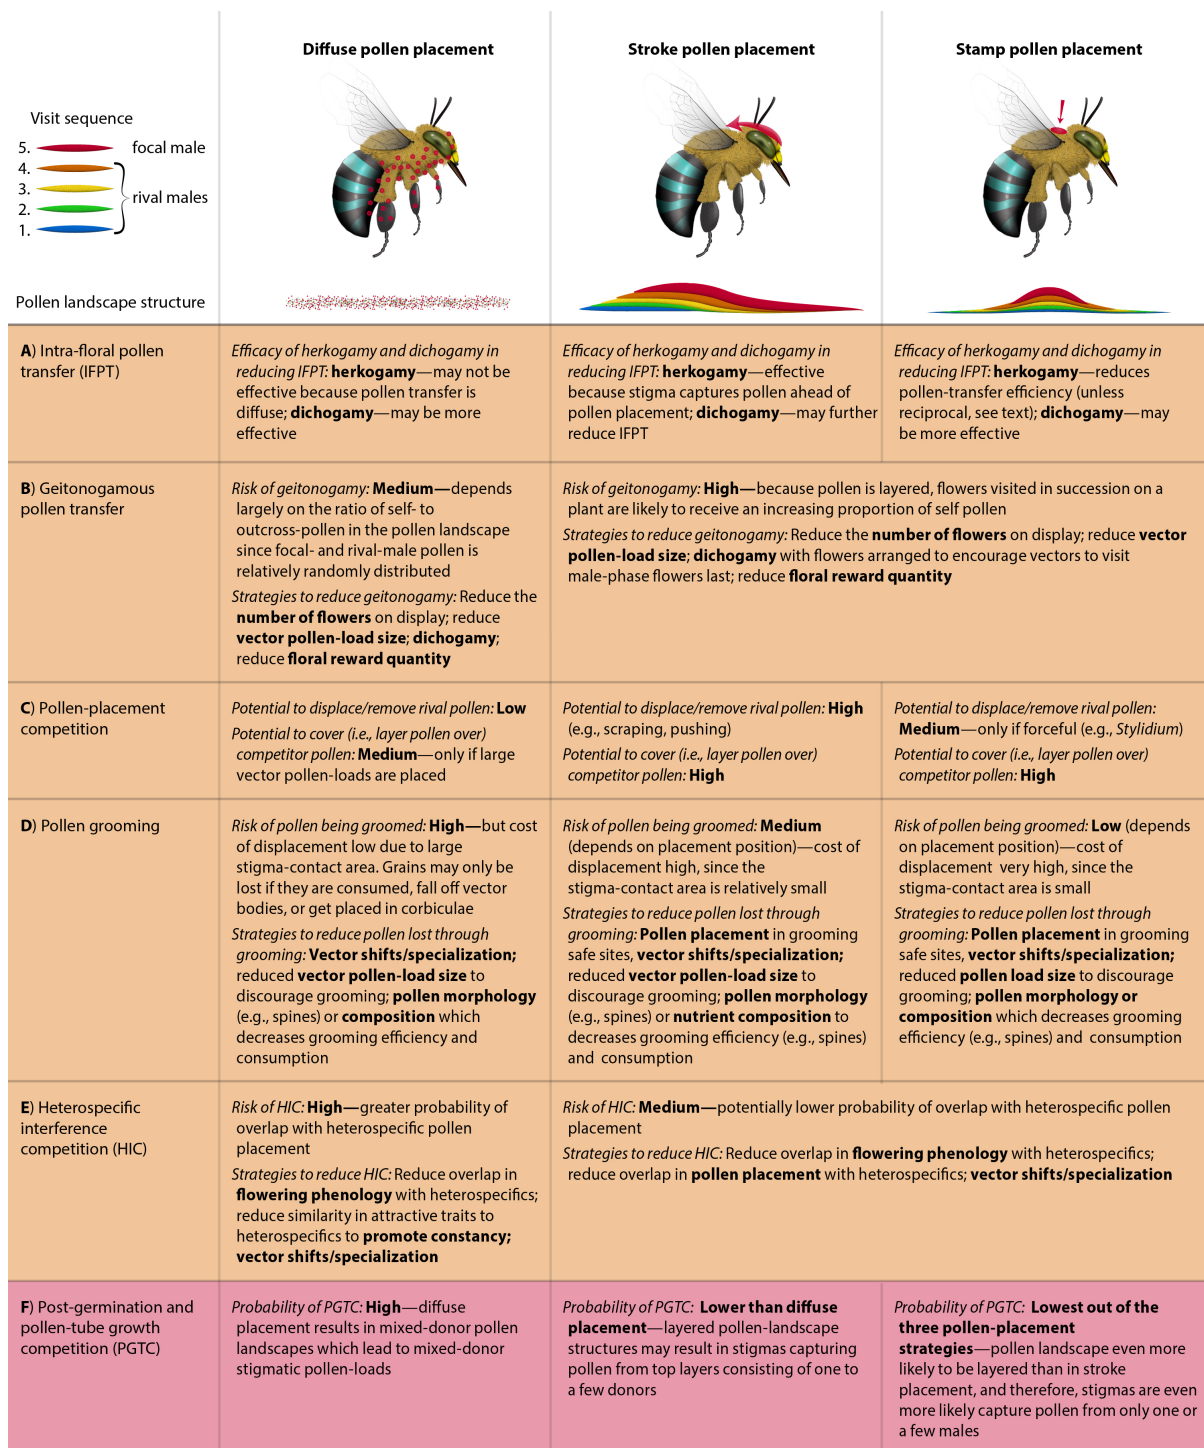 Diffuse pollen placement
Stroke pollen placement
Stamp pollen placement
Visit sequence
5.
focal male
4.
3.
rival males
2.
1.
Pollen landscape structure
A) Intra-floral pollen
transfer (IFPT)
Efficacy of herkogamy and dichogamy in
reducing IFPT: herkogamy—may not be
effective because pollen transfer is
diffuse; dichogamy—may be more
effective
Efficacy of herkogamy and dichogamy in
reducing IFPT: herkogamy—effective
because stigma captures pollen ahead of
pollen placement; dichogamy—may further
reduce IFPT
Efficacy of herkogamy and dichogamy in
reducing IFPT: herkogamy—reduces
pollen-transfer efficiency (unless
reciprocal, see text); dichogamy—may
be more effective
B) Geitonogamous
pollen transfer
Risk of geitonogamy: Medium—depends
largely on the ratio of self- to
outcross-pollen in the pollen landscape
since focal- and rival-male pollen is
relatively randomly distributed
Strategies to reduce geitonogamy: Reduce the
number of flowers on display; reduce
vector pollen-load size; dichogamy;
reduce floral reward quantity
Risk of geitonogamy: High—because pollen is layered, flowers visited in succession on a
plant are likely to receive an increasing proportion of self pollen
Strategies to reduce geitonogamy: Reduce the number of flowers on display; reduce vector
pollen-load size; dichogamy with flowers arranged to encourage vectors to visit
male-phase flowers last; reduce floral reward quantity
C) Pollen-placement
competition
Potential to displace/remove rival pollen: Low
Potential to cover (i.e., layer pollen over)
competitor pollen: Medium—only if large
vector pollen-loads are placed
Potential to displace/remove rival pollen: High
(e.g., scraping, pushing)
Potential to cover (i.e., layer pollen over)
competitor pollen: High
Potential to displace/remove rival pollen:
Medium—only if forceful (e.g., Stylidium)
Potential to cover (i.e., layer pollen over)
competitor pollen: High
D) Pollen grooming
Risk of pollen being groomed: High—but cost
of displacement low due to large
stigma-contact area. Grains may only be
lost if they are consumed, fall off vector
bodies, or get placed in corbiculae
Strategies to reduce pollen lost through
grooming: Vector shifts/specialization;
reduced vector pollen-load size to
discourage grooming; pollen morphology
(e.g., spines) or composition which
decreases grooming efficiency and
consumption
Risk of pollen being groomed: Medium
(depends on placement position)—cost of
displacement high, since the
stigma-contact area is relatively small
Strategies to reduce pollen lost through
grooming: Pollen placement in grooming
safe sites, vector shifts/specialization;
reduced vector pollen-load size to
discourage grooming; pollen morphology
(e.g., spines) or nutrient composition to
decreases grooming efficiency (e.g., spines)
and consumption
Risk of pollen being groomed: Low (depends
on placement position)—cost of
displacement very high, since the
stigma-contact area is small
Strategies to reduce pollen lost through
grooming: Pollen placement in grooming
safe sites, vector shifts/specialization;
reduced pollen load size to discourage
grooming; pollen morphology or
composition which decreases grooming
efficiency (e.g., spines) and consumption
E) Heterospecific
interference
competition (HIC)
Risk of HIC: High—greater probability of
overlap with heterospecific pollen
placement
Strategies to reduce HIC: Reduce overlap in
flowering phenology with heterospecifics;
reduce similarity in attractive traits to
heterospecifics to promote constancy;
vector shifts/specialization
Risk of HIC: Medium—potentially lower probability of overlap with heterospecific pollen
placement
Strategies to reduce HIC: Reduce overlap in flowering phenology with heterospecifics;
reduce overlap in pollen placement with heterospecifics; vector shifts/specialization
F) Post-germination and
pollen-tube growth
competition (PGTC)
Probability of PGTC: High—diffuse
placement results in mixed-donor pollen
landscapes which lead to mixed-donor
stigmatic pollen-loads
Probability of PGTC: Lower than diffuse
placement—layered pollen-landscape
structures may result in stigmas capturing
pollen from top layers consisting of one to
a few donors
Probability of PGTC: Lowest out of the
three pollen-placement
strategies—pollen landscape even more
likely to be layered than in stroke
placement, and therefore, stigmas are even
more likely capture pollen from only one or
a few males